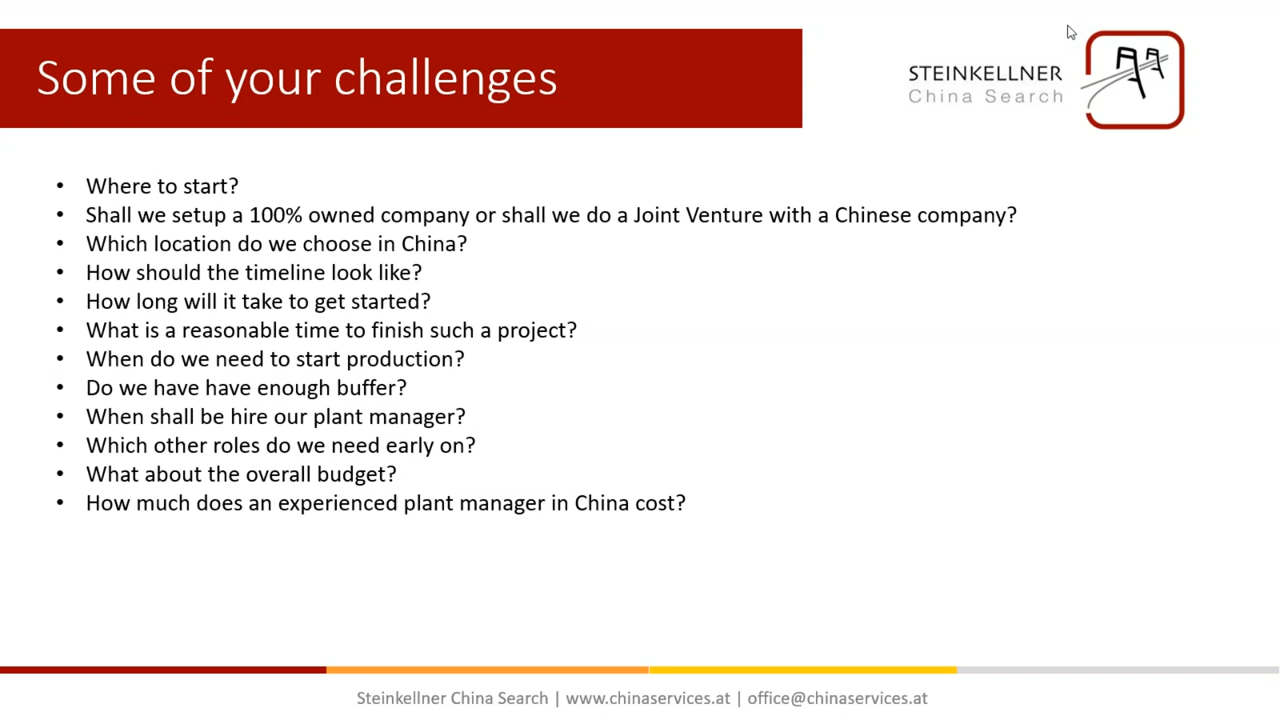 Some of your challenges
STEINKELLNER
China Search
• Where to start?
• Shall we setup a 100% owned company or shall we do a Joint Venture with a Chinese company?
• Which location do we choose in China?
• How should the timeline look like?
• How long will it take to get started?
• What is a reasonable time to finish such a project?
• When do we need to start production?
• Do we have have enough buffer?
• When shall be hire our plant manager?
• Which other roles do we need early on?
• What about the overall budget?
• How much does an experienced plant manager in China cost?
Steinkellner China Search | www.chinaservices.at | office@chinaservices.at